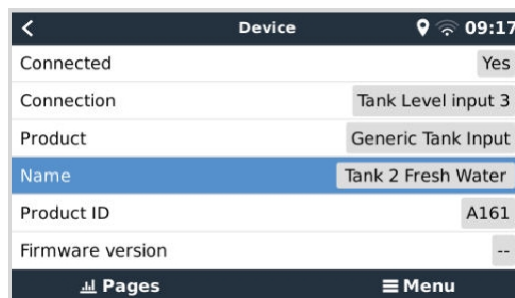 Device 09:17
Connected Yes
Connection Tank Level input 3
Product Generic Tank Input
Name Tank 2 Fresh Water
Product ID A161
Firmware version --
Pages Menu